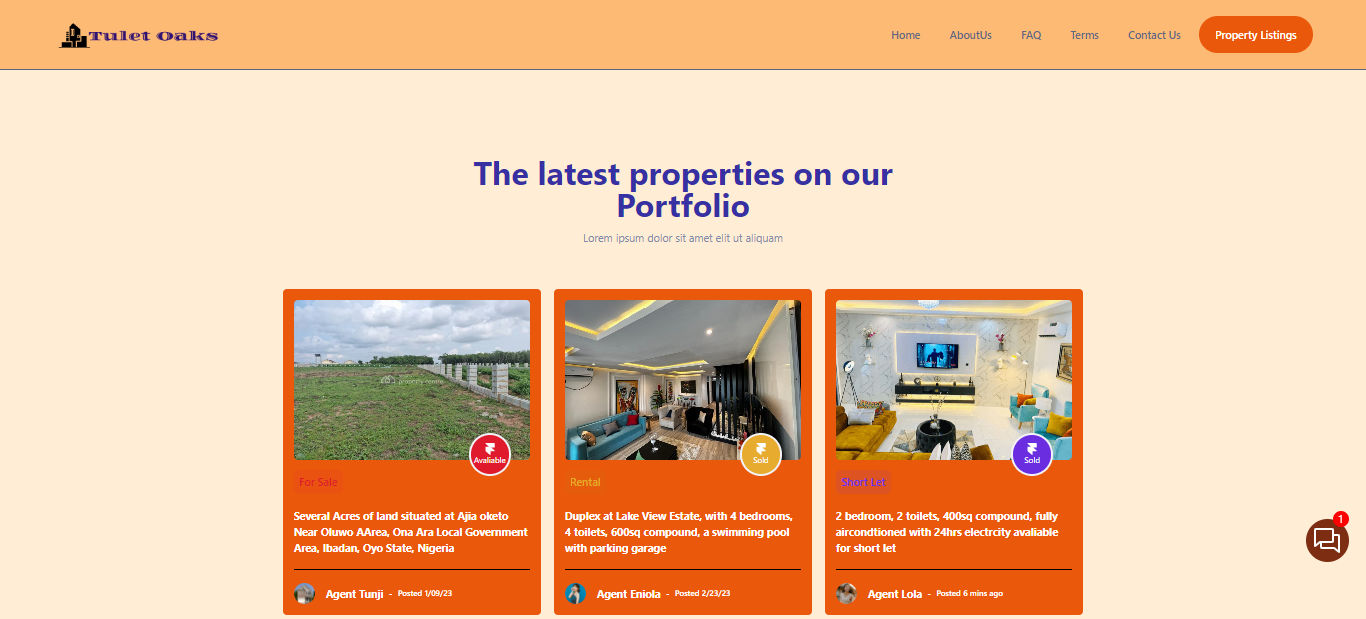 Tulet Oaks
Home
AboutUs
FAQ
Terms
Contact Us
Property Listings
The latest properties on our
Portfolio
Lorem ipsum dolor sit amet elit ut aliquam
Avaliable
Sold
Sold
For Sale
Several Acres of land situated at Ajia oketo
Near Oluwo AArea, Ona Ara Local Government
Area, Ibadan, Oyo State, Nigeria
Agent Tunji - Posted 1/09/23
Rental
Duplex at Lake View Estate, with 4 bedrooms,
4 toilets, 600sq compound, a swimming pool
with parking garage
Agent Eniola - Posted 2/23/23
Short Let
2 bedroom, 2 toilets, 400sq compound, fully
aircondtioned with 24hrs electrcity avaliable
for short let
Agent Lola - Posted 6 mins ago
1